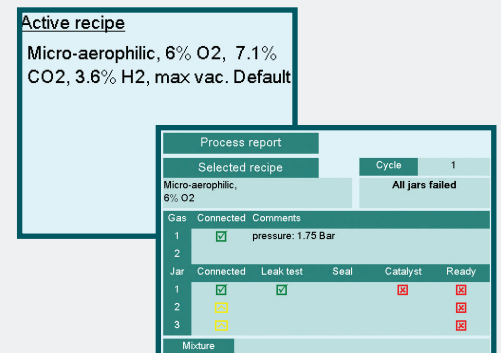 Active recipe
Micro-aerophilic, 6% O2, 7.1%
CO2, 3.6% H2, max vac. Default
Process report
Selected recipe
Cycle 1
Micro-aerophilic,
6% O2
All jars failed
Gas Connected Comments
1 pressure: 1.75 Bar
2
Jar Connected Leak test Seal Catalyst Ready
1
2
3
Mixture